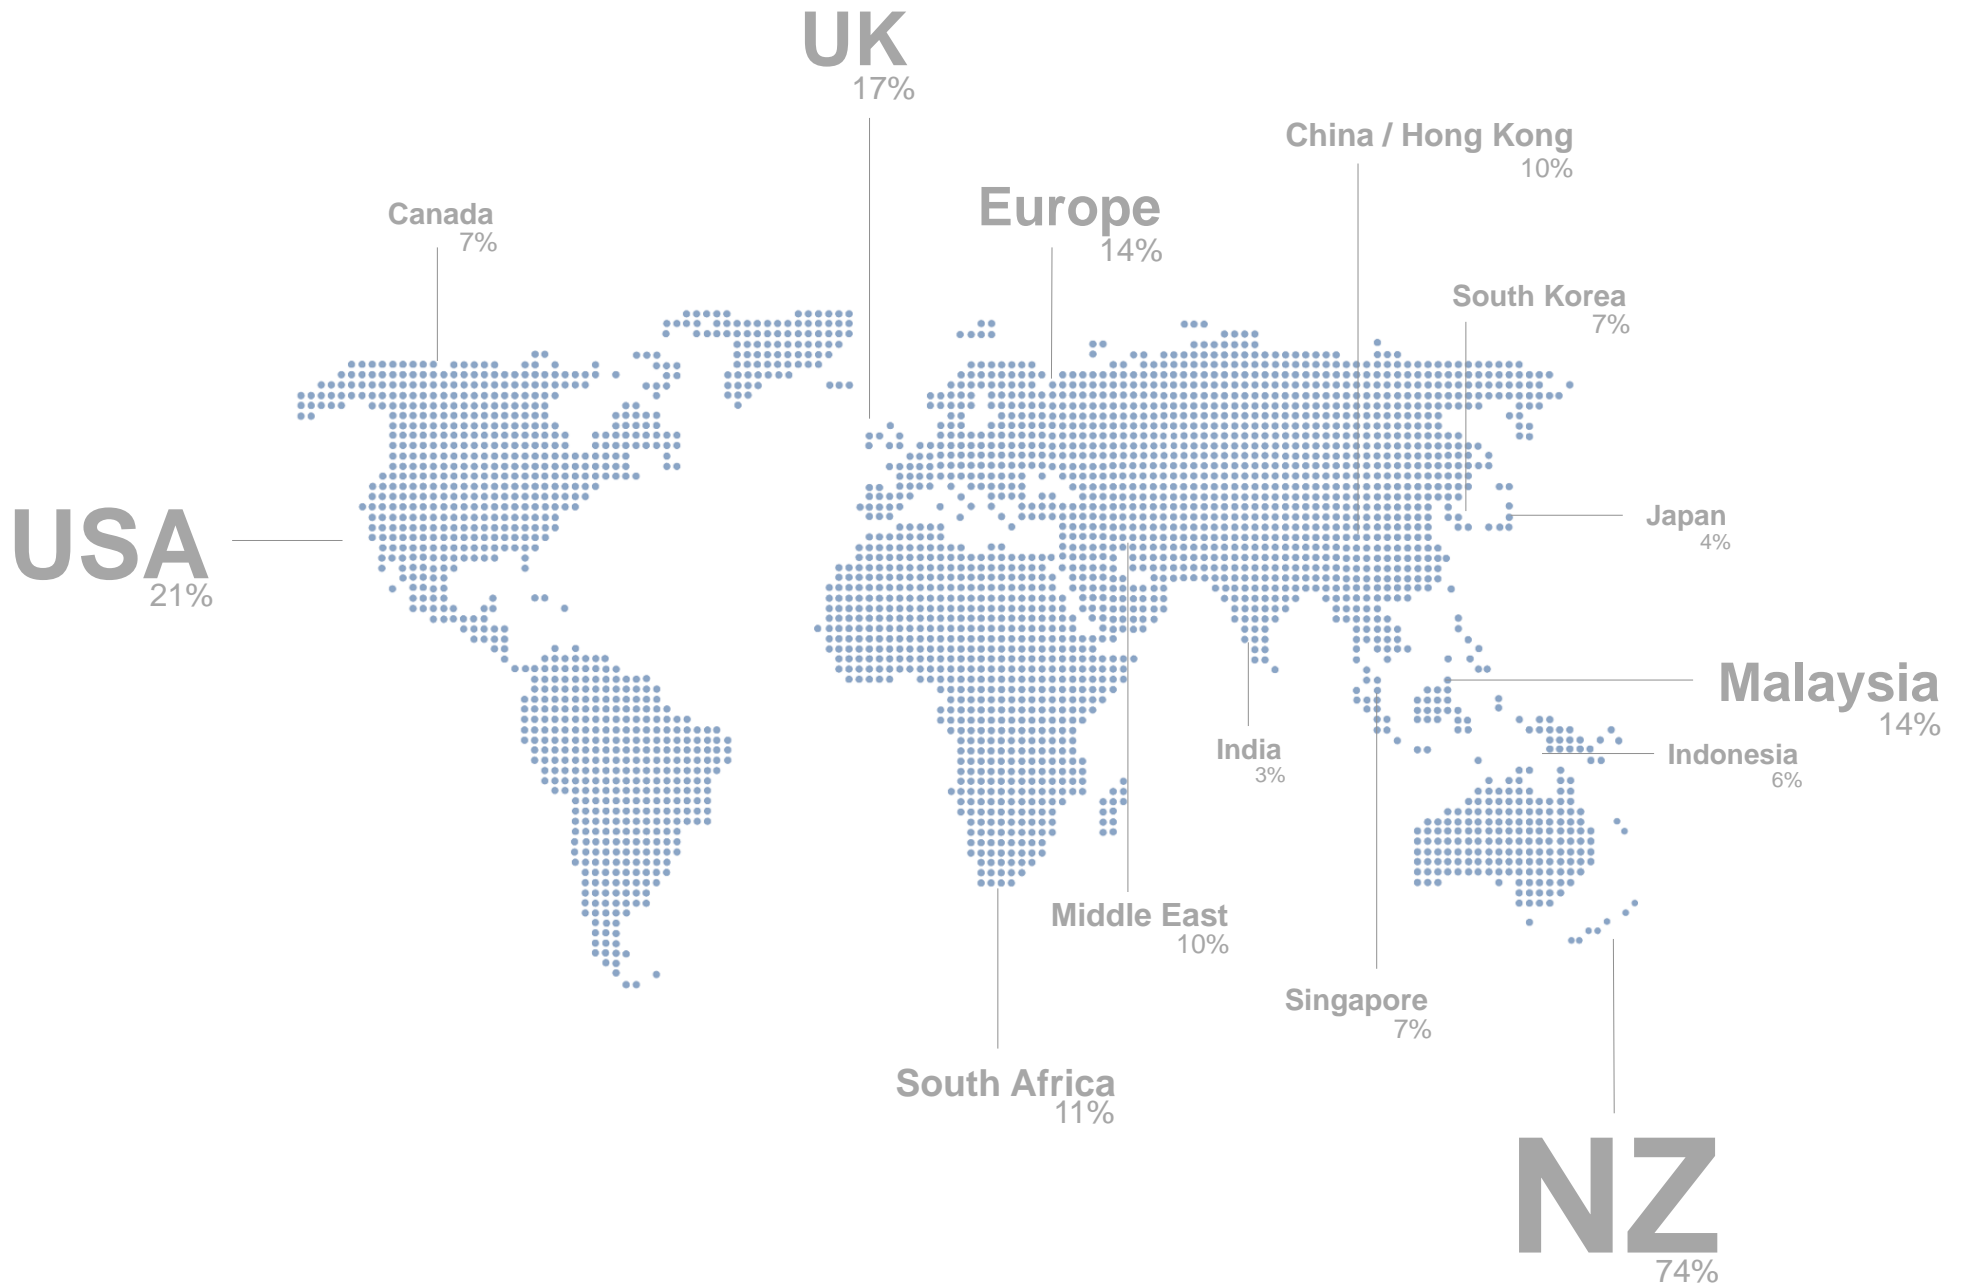 UK
17%
China / Hong Kong
10%
Canada
7%
Europe
14%
South Korea
7%
USA
21%
Japan
4%
Malaysia
14%
India
3%
Indonesia
6%
Middle East
10%
Singapore
7%
South Africa
11%
NZ
74%